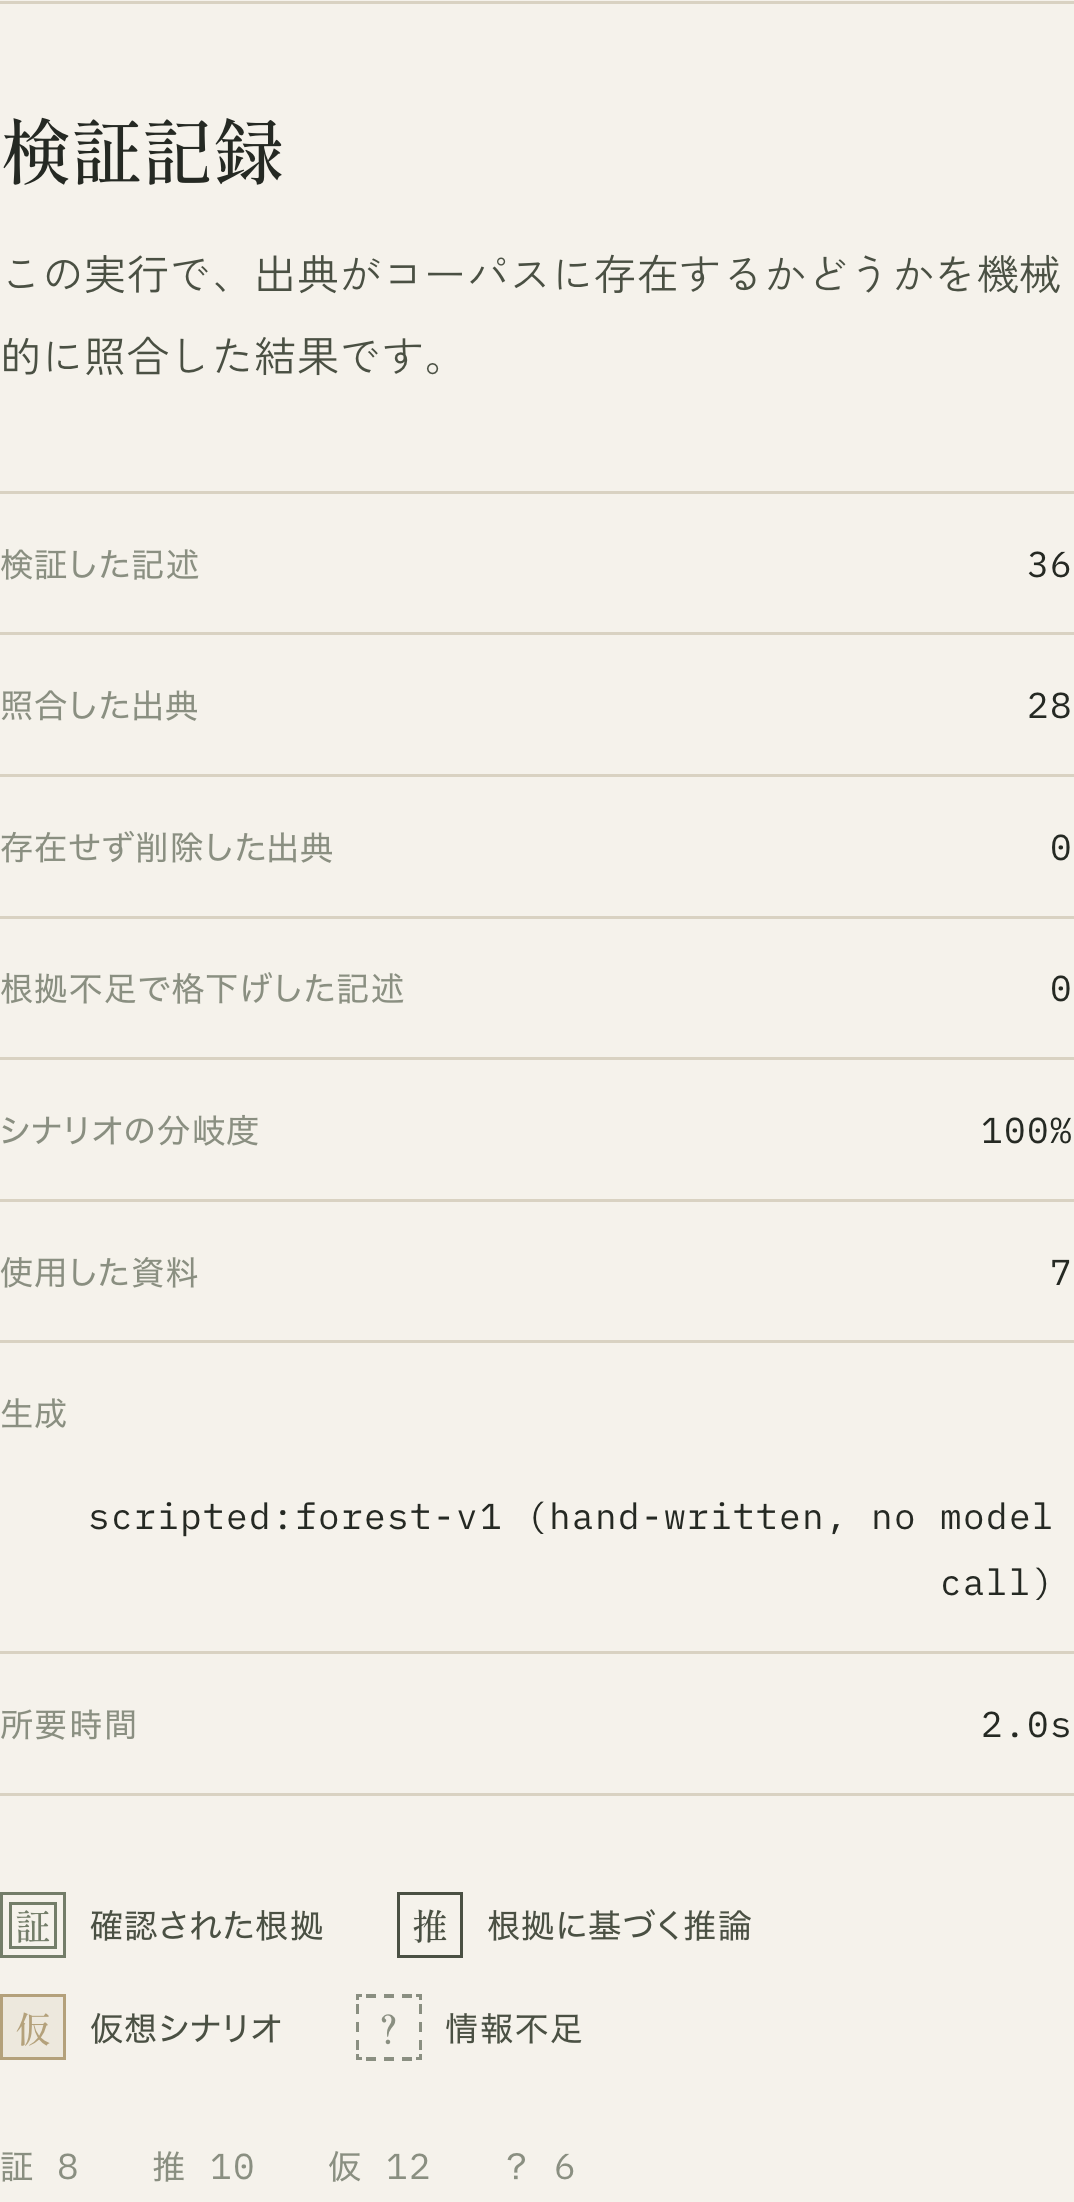 検証記録
この実行で、出典がコーパスに存在するかどうかを機械
的に照合した結果です。
検証した記述 36
照合した出典 28
存在せず削除した出典 0
根拠不足で格下げした記述 0
シナリオの分岐度 100%
使用した資料 7
生成
scripted:forest-v1 (hand-written, no model
call)
所要時間 2.0s
証 確認された根拠 推 根拠に基づく推論
仮 仮想シナリオ ? 情報不足
証 8 推 10 仮 12 ? 6